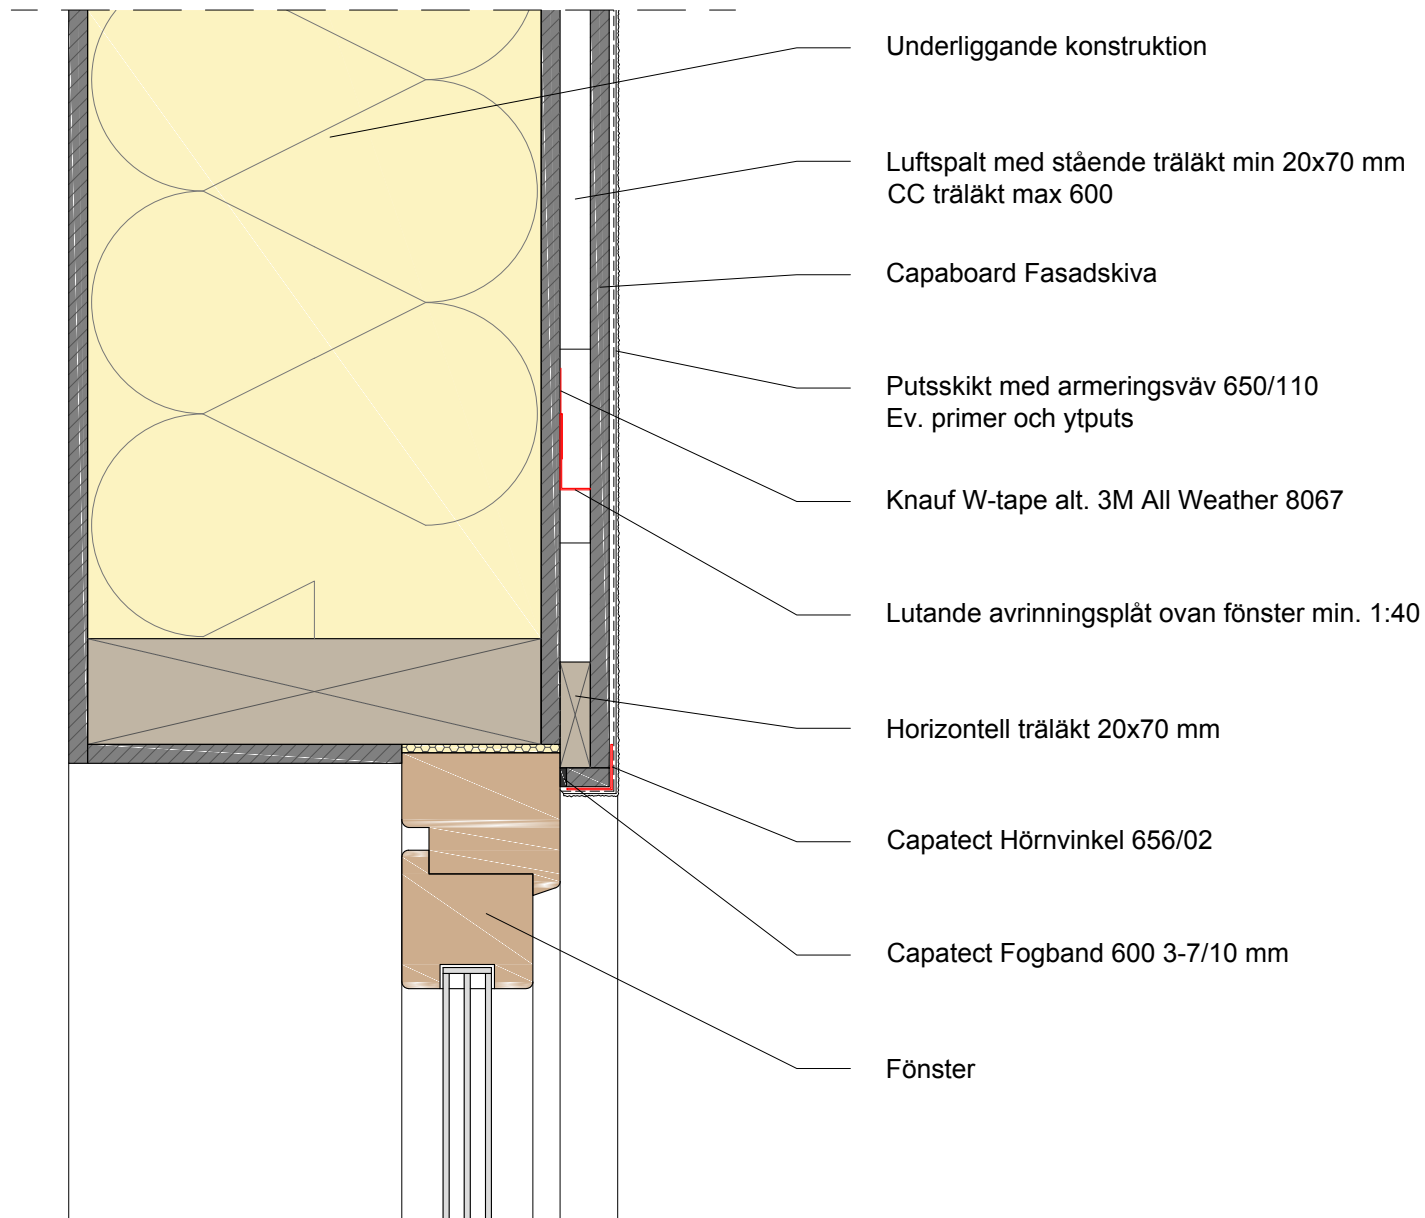 Underliggande konstruktion
Luftspalt med stående träläkt min 20x70 mm
CC träläkt max 600
Capaboard Fasadskiva
Putsskikt med armeringsväv 650/110
Ev. primer och ytputs
Knauf W-tape alt. 3M All Weather 8067
Lutande avrinningsplåt ovan fönster min. 1:40
Horizontell träläkt 20x70 mm
Capatect Hörnvinkel 656/02
Capatect Fogband 600 3-7/10 mm
Fönster